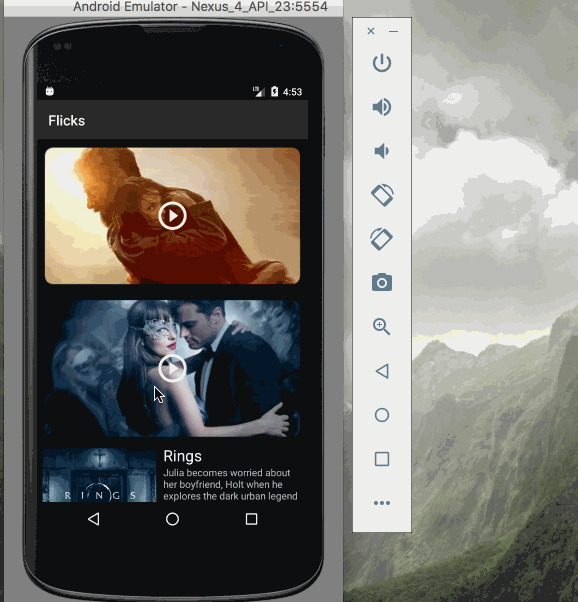 Android Emulator - Nexus_4_API_23:5554
LTE
4:53
Flicks
Rings
Julia becomes worried about
her boyfriend, Holt when he
explores the dark urban legend
RINGS